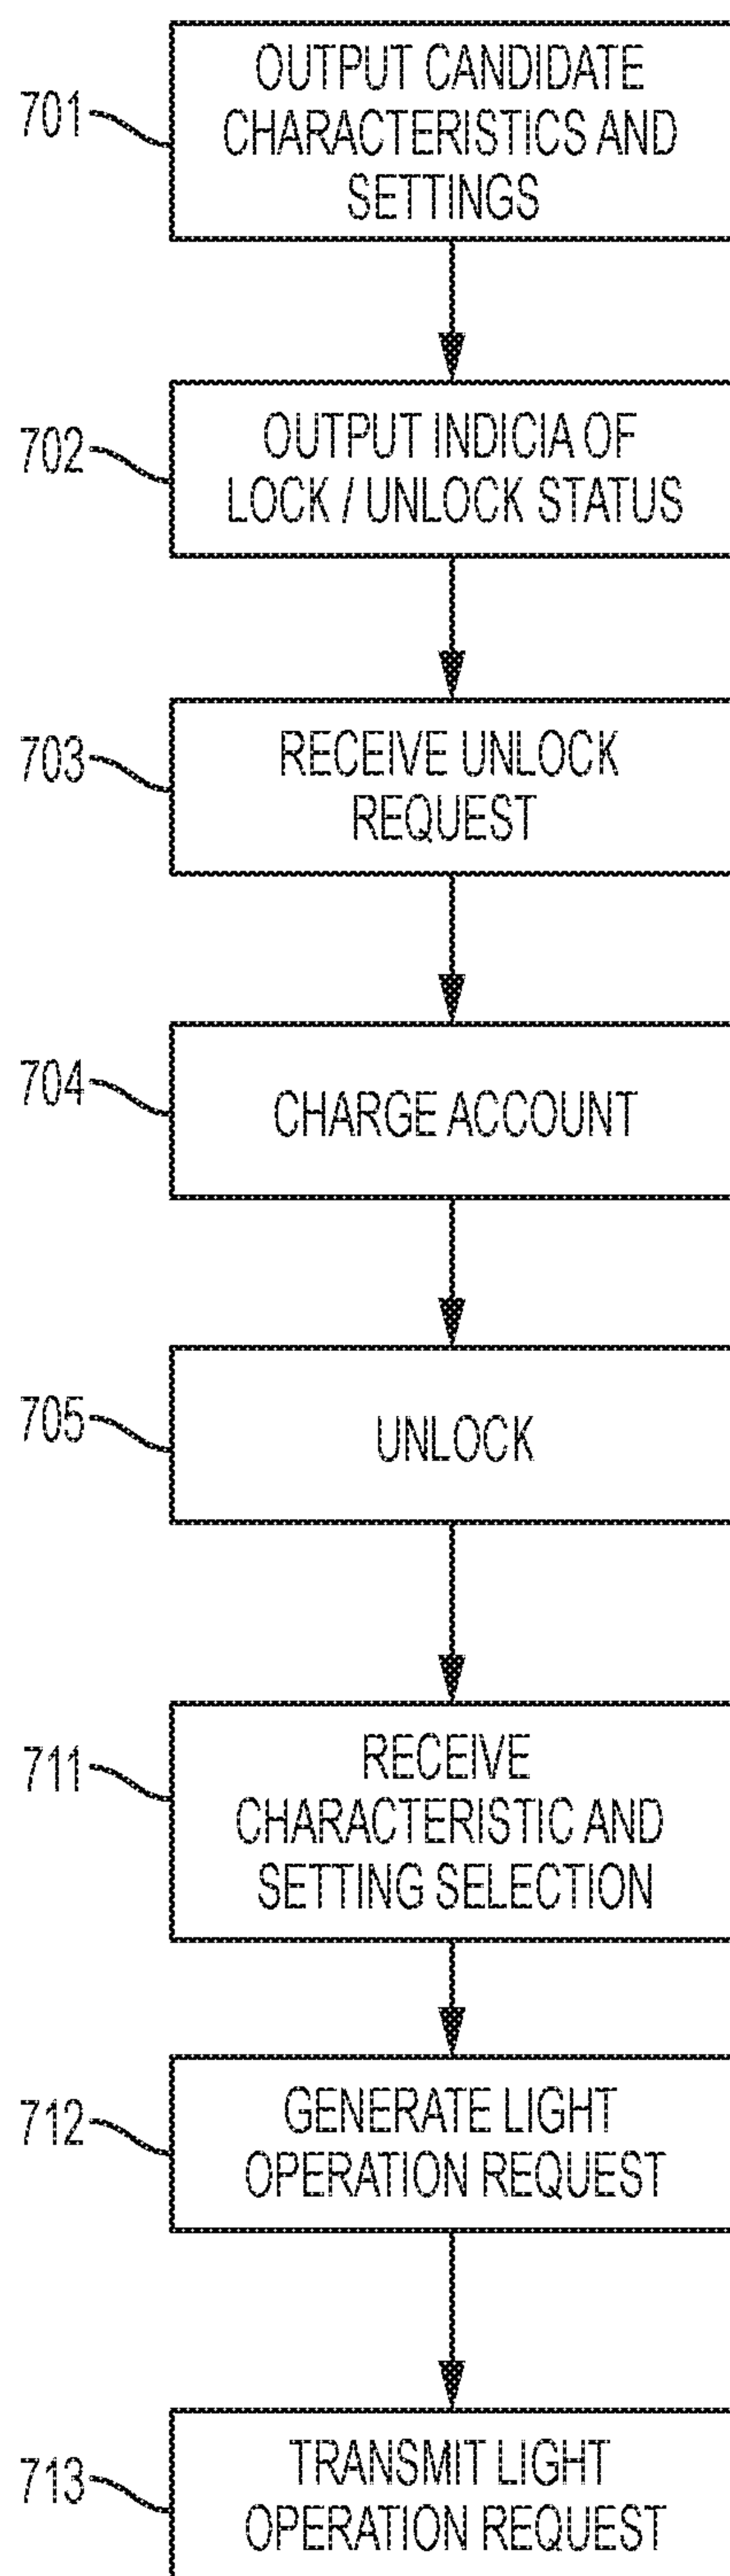 701
OUTPUT CANDIDATE
CHARACTERISTICS AND
SETTINGS
702
OUTPUT INDICIA OF
LOCK / UNLOCK STATUS
703
RECEIVE UNLOCK
REQUEST
704
CHARGE ACCOUNT
705
UNLOCK
711
RECEIVE
CHARACTERISTIC AND
SETTING SELECTION
712
GENERATE LIGHT
OPERATION REQUEST
713
TRANSMIT LIGHT
OPERATION REQUEST